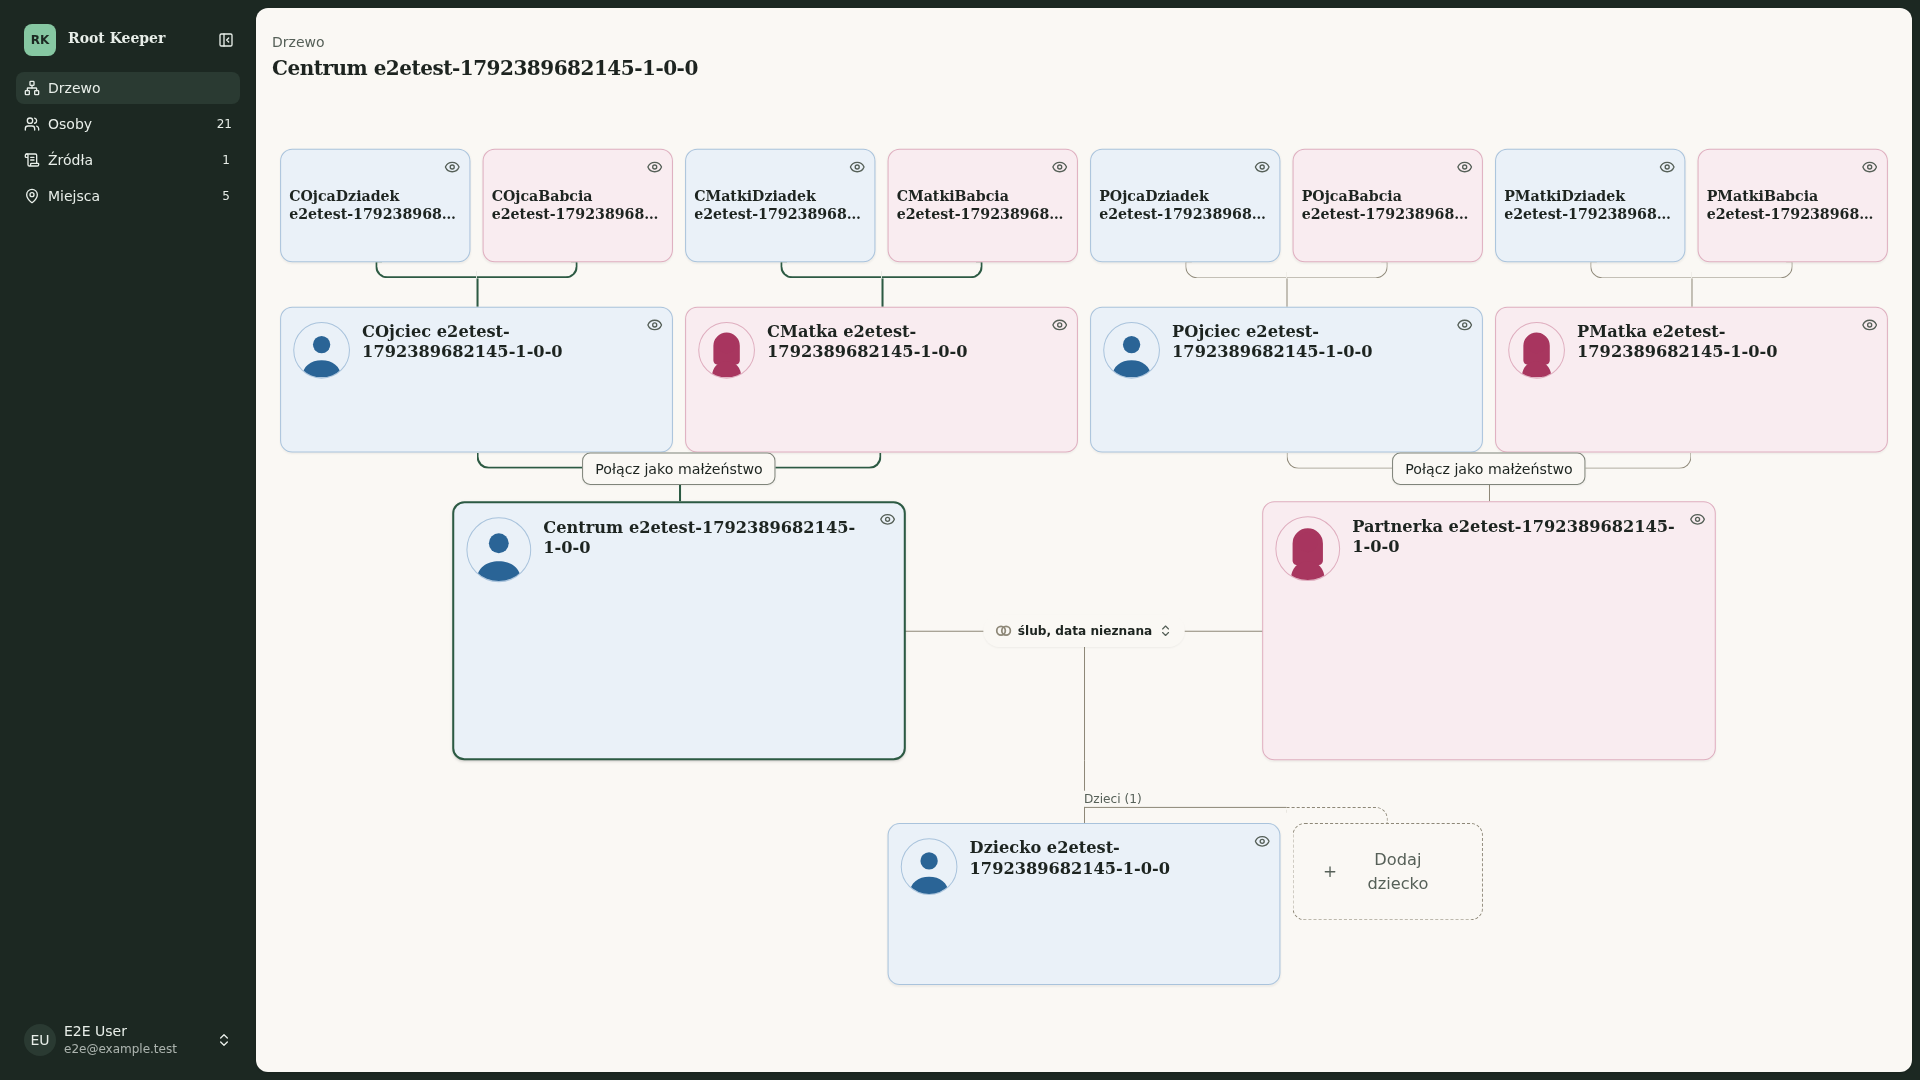 RK
Root Keeper
Drzewo
Osoby 21
Źródła 1
Miejsca 5
EU
E2E User
e2e@example.test
Drzewo
Centrum e2etest-1792389682145-1-0-0
COjcaDziadek
e2etest-179238968...
COjcaBabcia
e2etest-179238968...
CMatkiDziadek
e2etest-179238968...
CMatkiBabcia
e2etest-179238968...
POjcaDziadek
e2etest-179238968...
POjcaBabcia
e2etest-179238968...
PMatkiDziadek
e2etest-179238968...
PMatkiBabcia
e2etest-179238968...
COjciec e2etest-
1792389682145-1-0-0
CMatka e2etest-
1792389682145-1-0-0
POjciec e2etest-
1792389682145-1-0-0
PMatka e2etest-
1792389682145-1-0-0
Połącz jako małżeństwo
Połącz jako małżeństwo
Centrum e2etest-1792389682145-
1-0-0
Partnerka e2etest-1792389682145-
1-0-0
ślub, data nieznana
Dzieci (1)
Dziecko e2etest-
1792389682145-1-0-0
+ Dodaj
dziecko